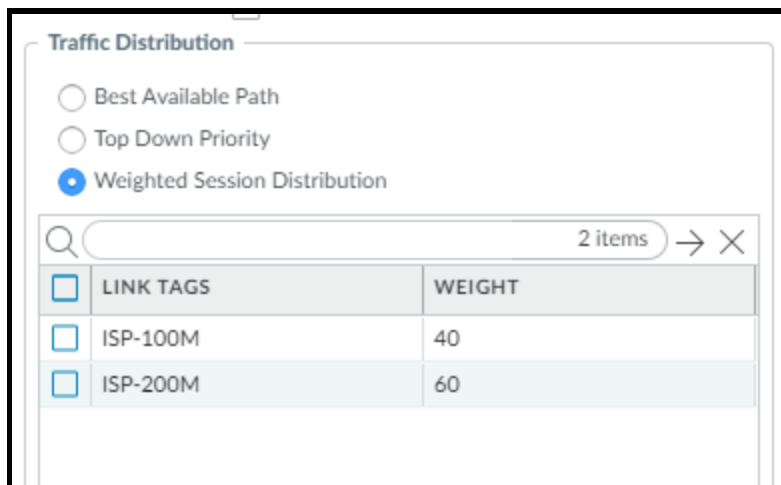 Traffic Distribution
Best Available Path
Top Down Priority
Weighted Session Distribution
2 items
LINK TAGS WEIGHT
ISP-100M 40
ISP-200M 60